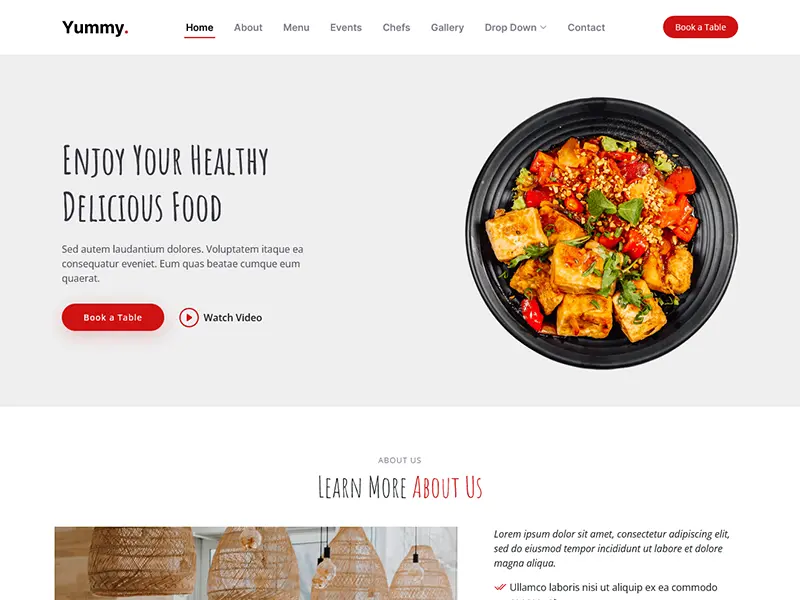 Yummy.
Home About Menu Events Chefs Gallery Drop Down Contact
Book a Table
Enjoy Your Healthy
Delicious Food
Sed autem laudantium dolores. Voluptatem itaque ea
consequatur eveniet. Eum quas beatae cumque eum
quaerat.
Book a Table
Watch Video
ABOUT US
Learn More About Us
Lorem ipsum dolor sit amet, consectetur adipiscing elit,
sed do eiusmod tempor incididunt ut labore et dolore
magna aliqua.
Ullamco laboris nisi ut aliquip ex ea commodo